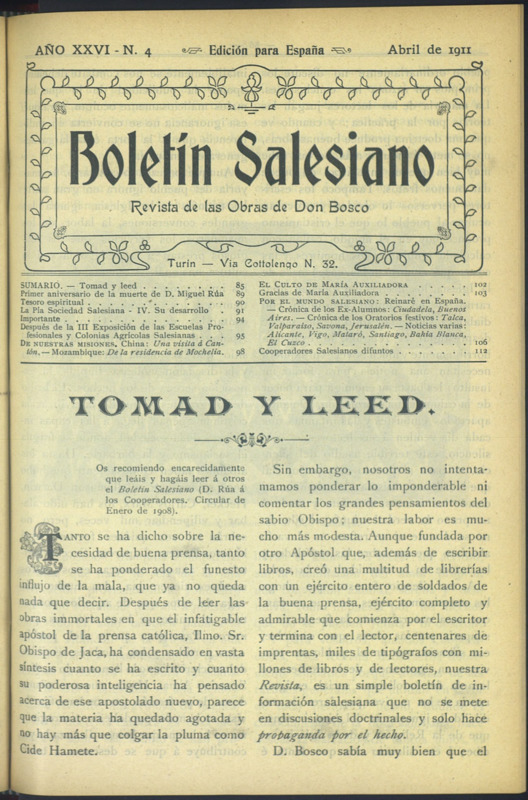 AÑO XXVI - N. 4 Edición para España Abril de 1911
Boletín Salesiano
Revista de las Obras de Don Bosco
Turín — Via Cottolengo N. 32.
SUMARIO. — Tomad y leed . . . . . . . 85
Primer aniversario de la muerte de D. Miguel Rúa 89
Tesoro espiritual . . . . . . . . . . 90
La Pía Sociedad Salesiana - IV. Su desarrollo . 91
Importante . . . . . . . . . . . 94
Después de la III Exposición de las Escuelas Profesionales
y Colonias Agrícolas Salesianas . . . 95
DE NUESTRAS MISIONES, China: Una visita á Cantón,
— Mozambique: De la residencia de Mochelia. 98
EL CULTO DE MARÍA AUXILIADORA . . . . . 102
Gracias de María Auxiliadora . . . . . . . 103
POR EL MUNDO SALESIANO: Reinaré en España.
— Crónica de los Ex-Alumnos: Ciudadela, Buenos
Aires. — Crónica de los Oratorios festivos: Talca,
Valparaíso, Savona, Jerusalén. — Noticias varias:
Alicante, Vigo, Mataró, Santiago, Bahía Blanca,
El Cuzco . . . . . . . . . . . 106
Cooperadores Salesianos difuntos . . . . . . 112
TOMAD Y LEED.
Os recomiendo encarecidamente
que leáis y hagáis leer á otros
el Boletín Salesiano (D. Rúa á
los Cooperadores. Circular de
Enero de 1908).
TANTO se ha dicho sobre la ne-
cesidad de buena prensa, tanto
se ha ponderado el funesto
influjo de la mala, que ya no queda
nada que decir. Después de leer las
obras immortales en que el infatigable
apóstol de la prensa católica, Ilmo. Sr.
Obispo de Jaca, ha condensado en vasta
síntesis cuanto se ha escrito y cuanto
su poderosa inteligencia ha pensado
acerca de ese apostolado nuevo, parece
que la materia ha quedado agotada y
no hay más que colgar la pluma como
Cide Hamete.
Sin embargo, nosotros no intenta-
mamos ponderar lo imponderable ni
comentar los grandes pensamientos del
sabio Obispo; nuestra labor es mu-
cho más modesta. Aunque fundada por
otro Apóstol que, además de escribir
libros, creó una multitud de librerías
con un ejército entero de soldados de
la buena prensa, ejército completo y
admirable que comienza por el escritor
y termina con el lector, centenares de
imprentas, miles de tipógrafos con mi-
llones de libros y de lectores, nuestra
Revista, es un simple boletín de in-
formación salesiana que no se mete
en discusiones doctrinales y solo hace
propaganda por el hecho.
D. Bosco sabía muy bien que el